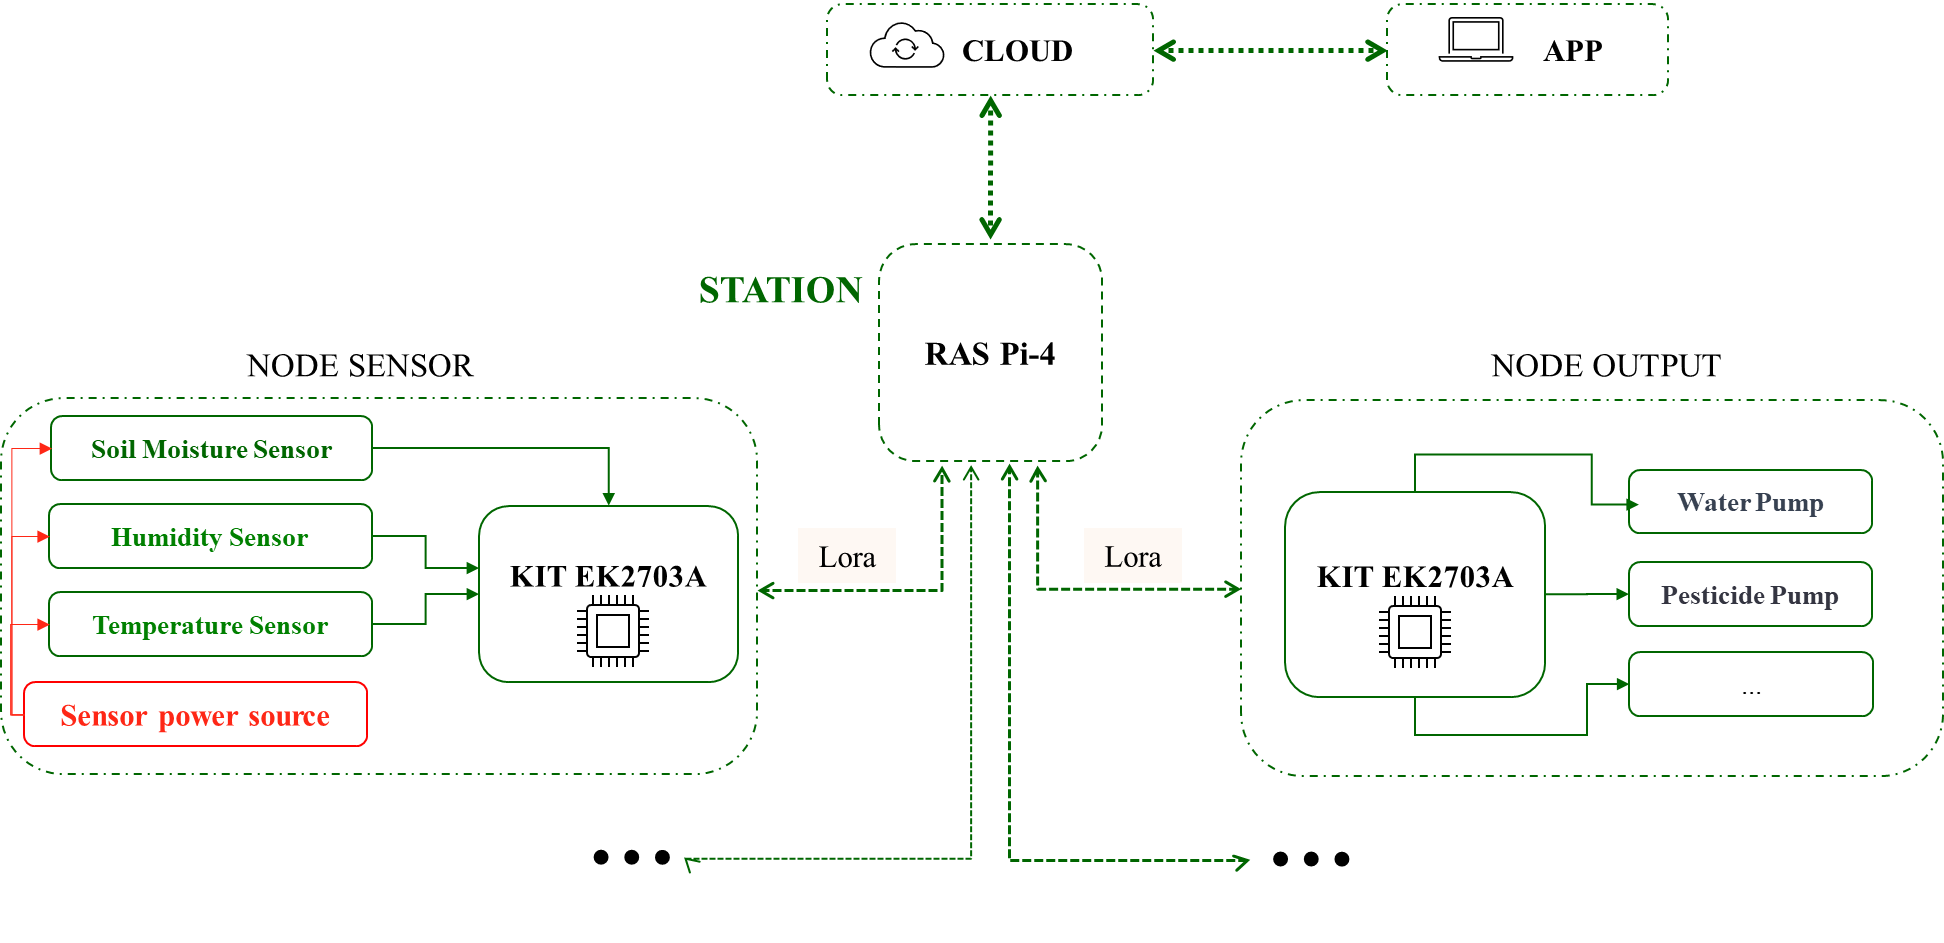 CLOUD
APP
STATION
RAS Pi-4
NODE SENSOR
NODE OUTPUT
Soil Moisture Sensor
Humidity Sensor
Temperature Sensor
Sensor power source
KIT EK2703A
Lora
Lora
KIT EK2703A
Water Pump
Pesticide Pump
...